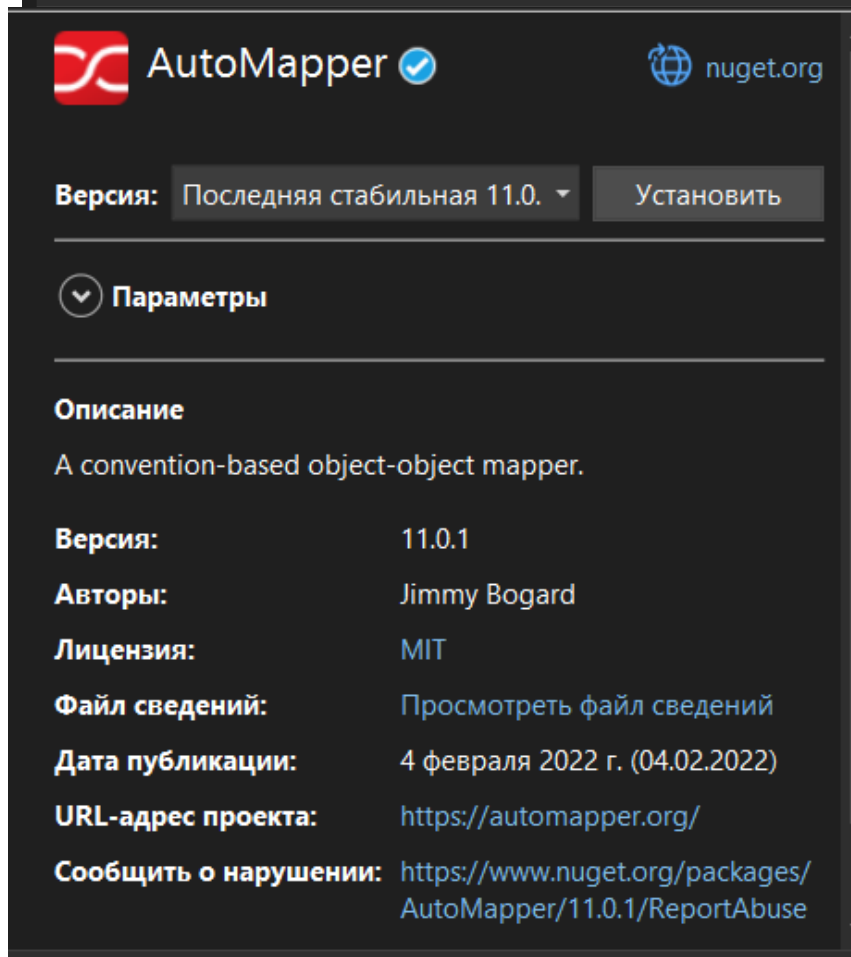 AutoMapper
nuget.org
Версия: Последняя стабильная 11.0. Установить
Параметры
Описание
A convention-based object-object mapper.
Версия: 11.0.1
Авторы: Jimmy Bogard
Лицензия: MIT
Файл сведений: Просмотреть файл сведений
Дата публикации: 4 февраля 2022 г. (04.02.2022)
URL-адрес проекта: https://automapper.org/
Сообщить о нарушении: https://www.nuget.org/packages/
AutoMapper/11.0.1/ReportAbuse